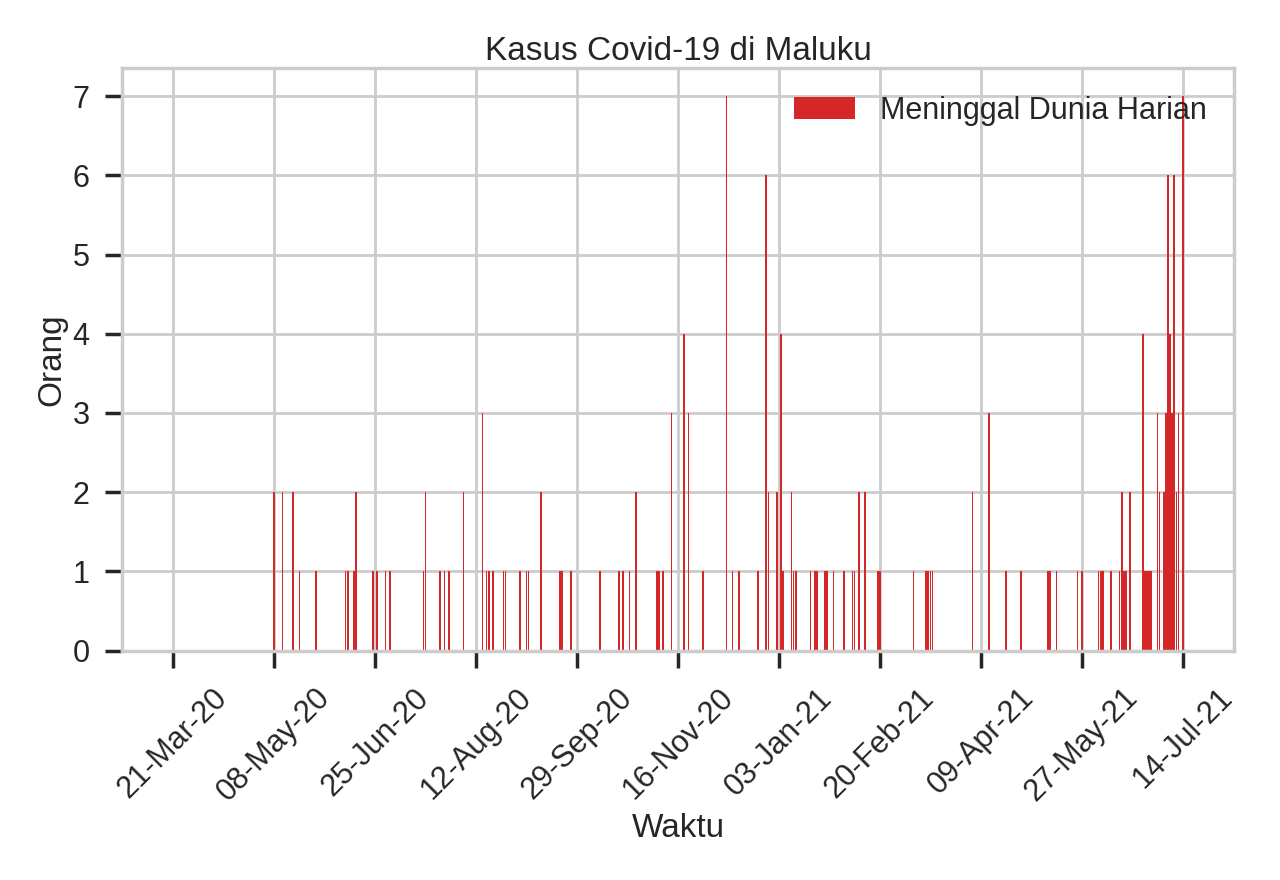 Kasus Covid-19 di Maluku
Meninggal Dunia Harian
Orang
7
6
5
4
3
2
1
0
21-Mar-20
08-May-20
25-Jun-20
12-Aug-20
29-Sep-20
16-Nov-20
03-Jan-21
20-Feb-21
09-Apr-21
27-May-21
14-Jul-21
Waktu